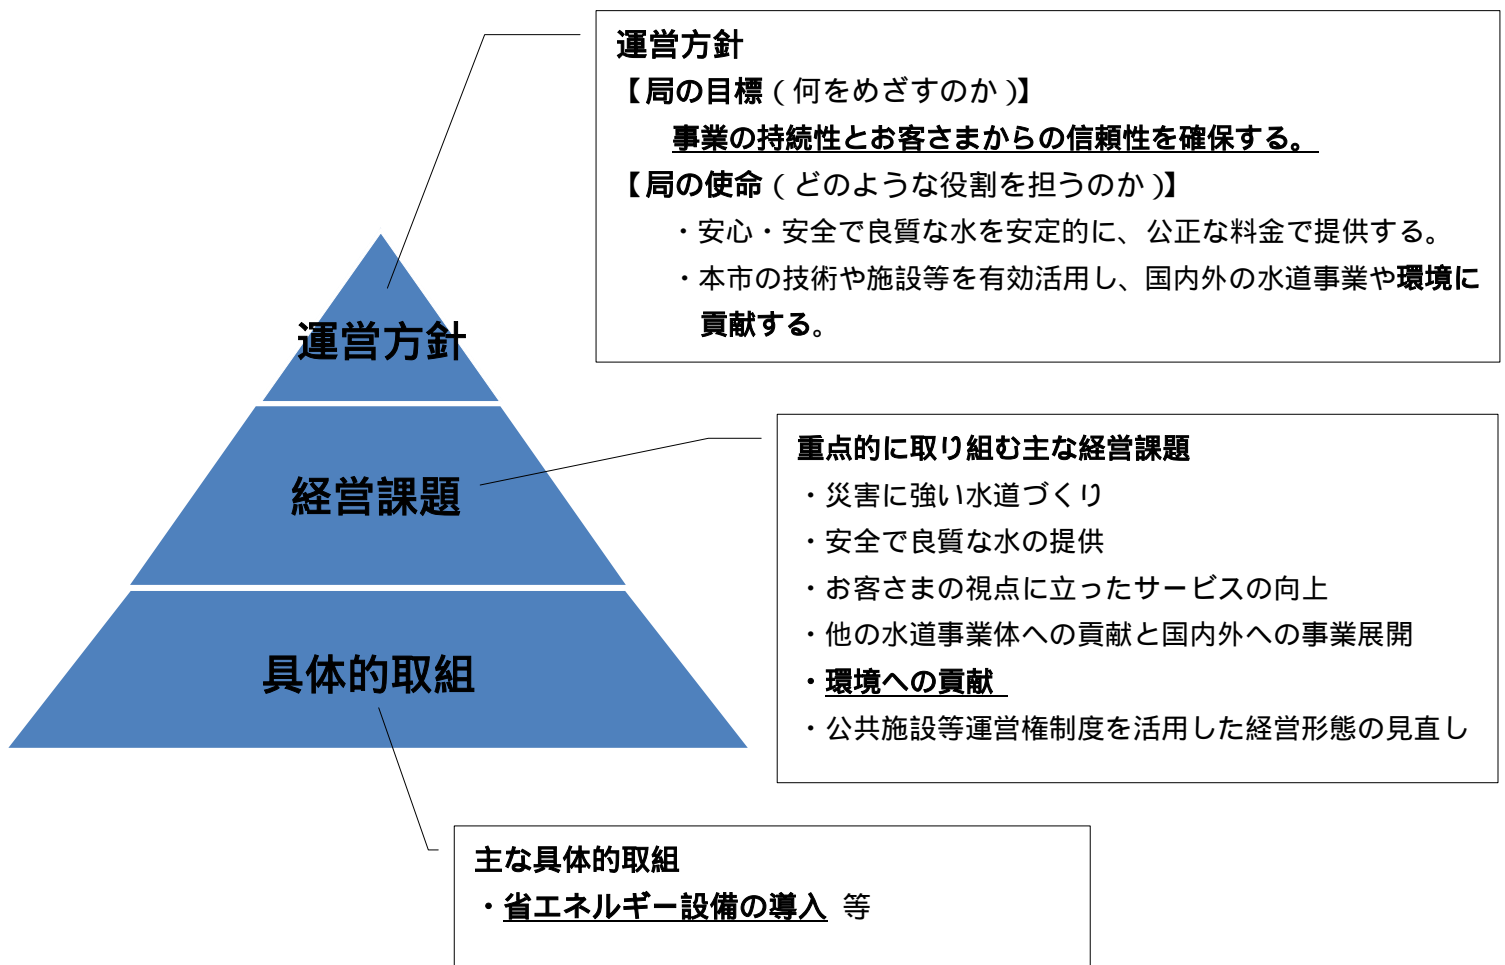 運営方針
【局の目標(何をめざすのか)】
事業の持続性とお客さまからの信頼性を確保する。
【局の使命(どのような役割を担うのか)】
・安心・安全で良質な水を安定的に、公正な料金で提供する。
・本市の技術や施設等を有効活用し、国内外の水道事業や環境に
貢献する。
運営方針
経営課題
具体的取組
重点的に取り組む主な経営課題
・災害に強い水道づくり
・安全で良質な水の提供
・お客さまの視点に立ったサービスの向上
・他の水道事業体への貢献と国内外への事業展開
・環境への貢献
・公共施設等運営権制度を活用した経営形態の見直し
主な具体的取組
・省エネルギー設備の導入 等